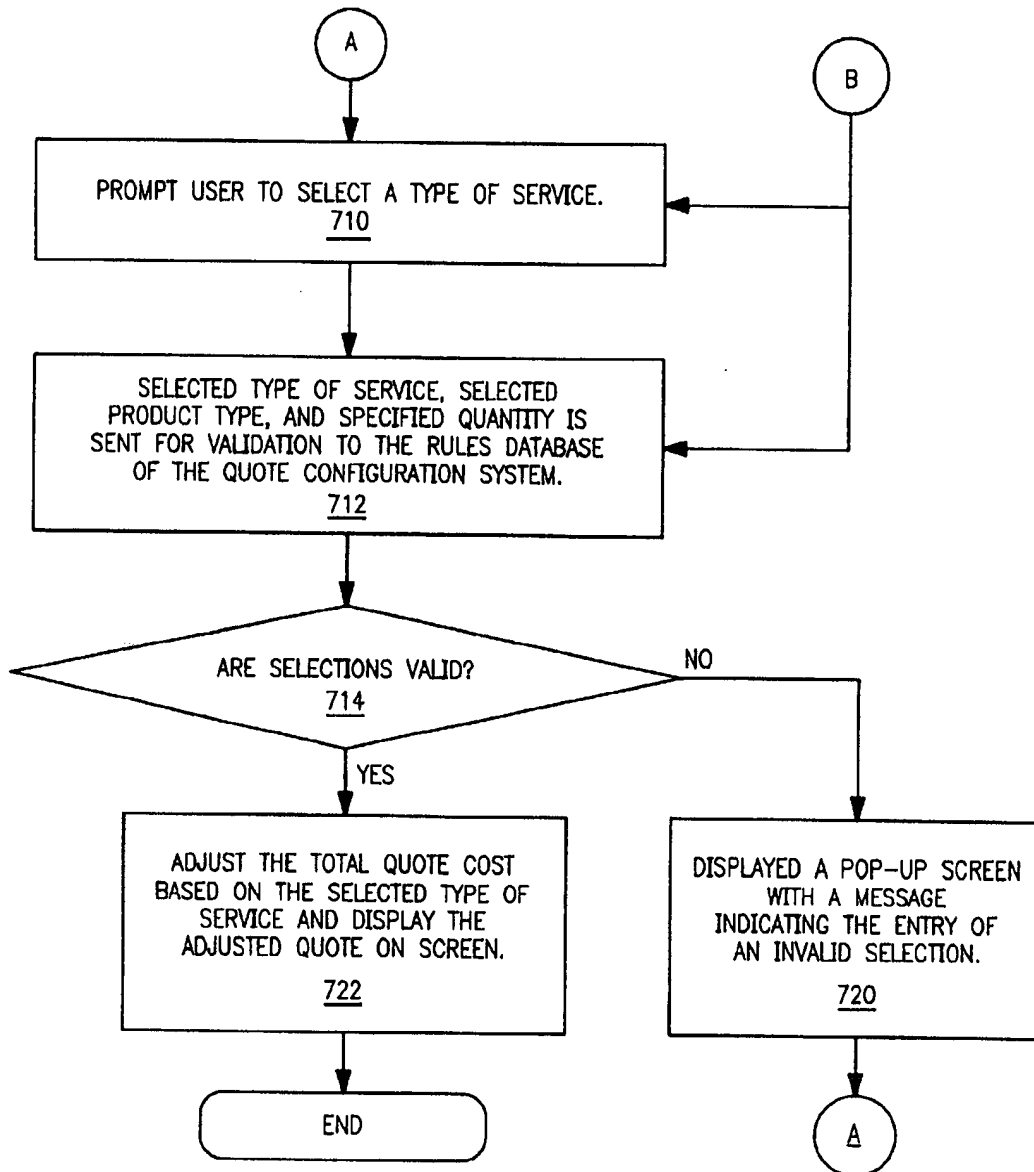 A
B
PROMPT USER TO SELECT A TYPE OF SERVICE.
710
SELECTED TYPE OF SERVICE, SELECTED
PRODUCT TYPE, AND SPECIFIED QUANTITY IS
SENT FOR VALIDATION TO THE RULES DATABASE
OF THE QUOTE CONFIGURATION SYSTEM.
712
ARE SELECTIONS VALID?
714
NO
YES
ADJUST THE TOTAL QUOTE COST
BASED ON THE SELECTED TYPE OF
SERVICE AND DISPLAY THE
ADJUSTED QUOTE ON SCREEN.
722
DISPLAYED A POP-UP SCREEN
WITH A MESSAGE
INDICATING THE ENTRY OF
AN INVALID SELECTION.
720
END
A